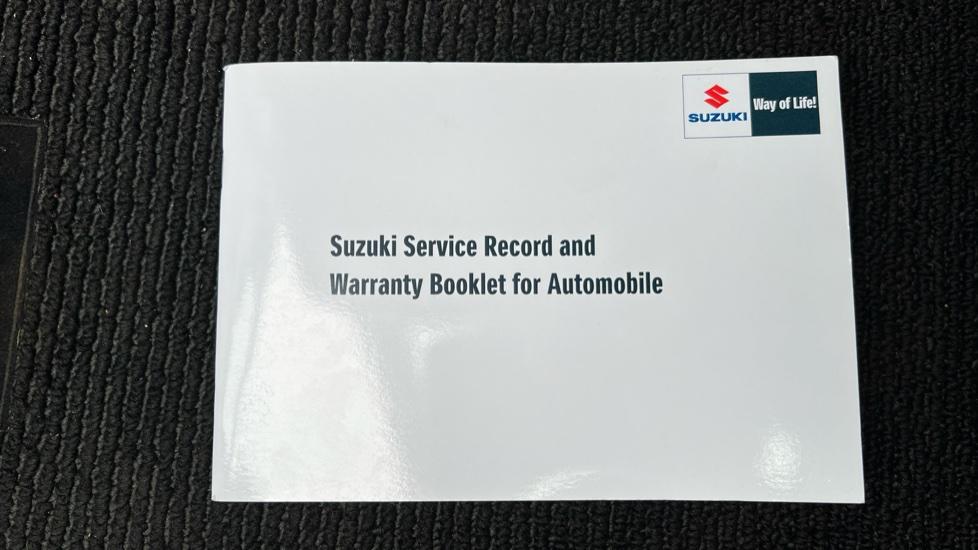 SUZUKI
Way of Life!
Suzuki Service Record and
Warranty Booklet for Automobile